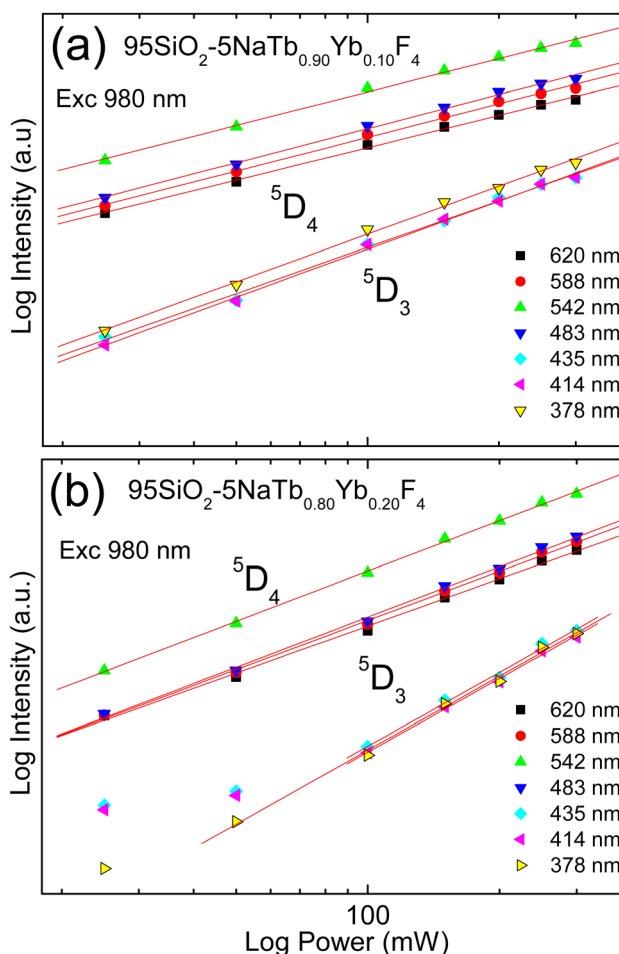 (a) 95SiO₂-5NaTb₀.₉₀Yb₀.₁₀F₄
Exc 980 nm
⁵D₄
⁵D₃
620 nm
588 nm
542 nm
483 nm
435 nm
414 nm
378 nm
Log Intensity (a.u)
(b) 95SiO₂-5NaTb₀.₈₀Yb₀.₂₀F₄
Exc 980 nm
⁵D₄
⁵D₃
620 nm
588 nm
542 nm
483 nm
435 nm
414 nm
378 nm
Log Intensity (a.u.)
100
Log Power (mW)